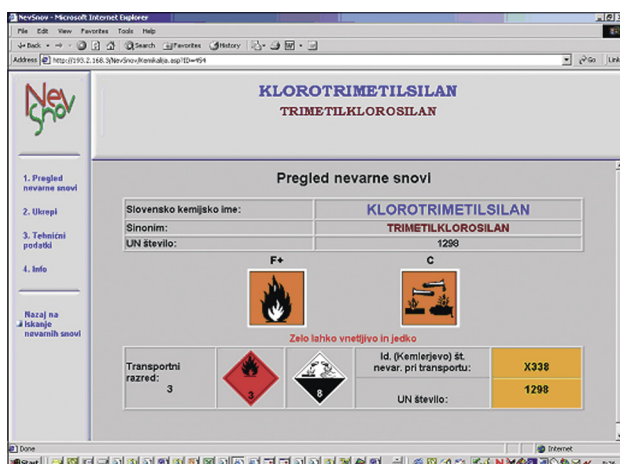 NevSnov - Microsoft Internet Explorer
File Edit View Favorites Tools Help
Back Search Favorites History
Address http://193.2.168.3/NevSnov/Kemikalija.asp?ID=454 Go Link
Nev
Snov
KLOROTRIMETILSILAN
TRIMETILKLOROSILAN
1. Pregled
nevarne snovi
2. Ukrepi
3. Tehnični
podatki
4. Info
Nazaj na
iskanje
nevarnih snovi
Pregled nevarne snovi
Slovensko kemijsko ime: KLOROTRIMETILSILAN
Sinonim: TRIMETILKLOROSILAN
UN število: 1298
F+ C
Zelo lahko vnetljivo in jedko
Transportni
razred:
3
3
8
Id. (Kemlerjevo) št.
nevar. pri transportu: X338
UN število: 1298
Done Internet
Start